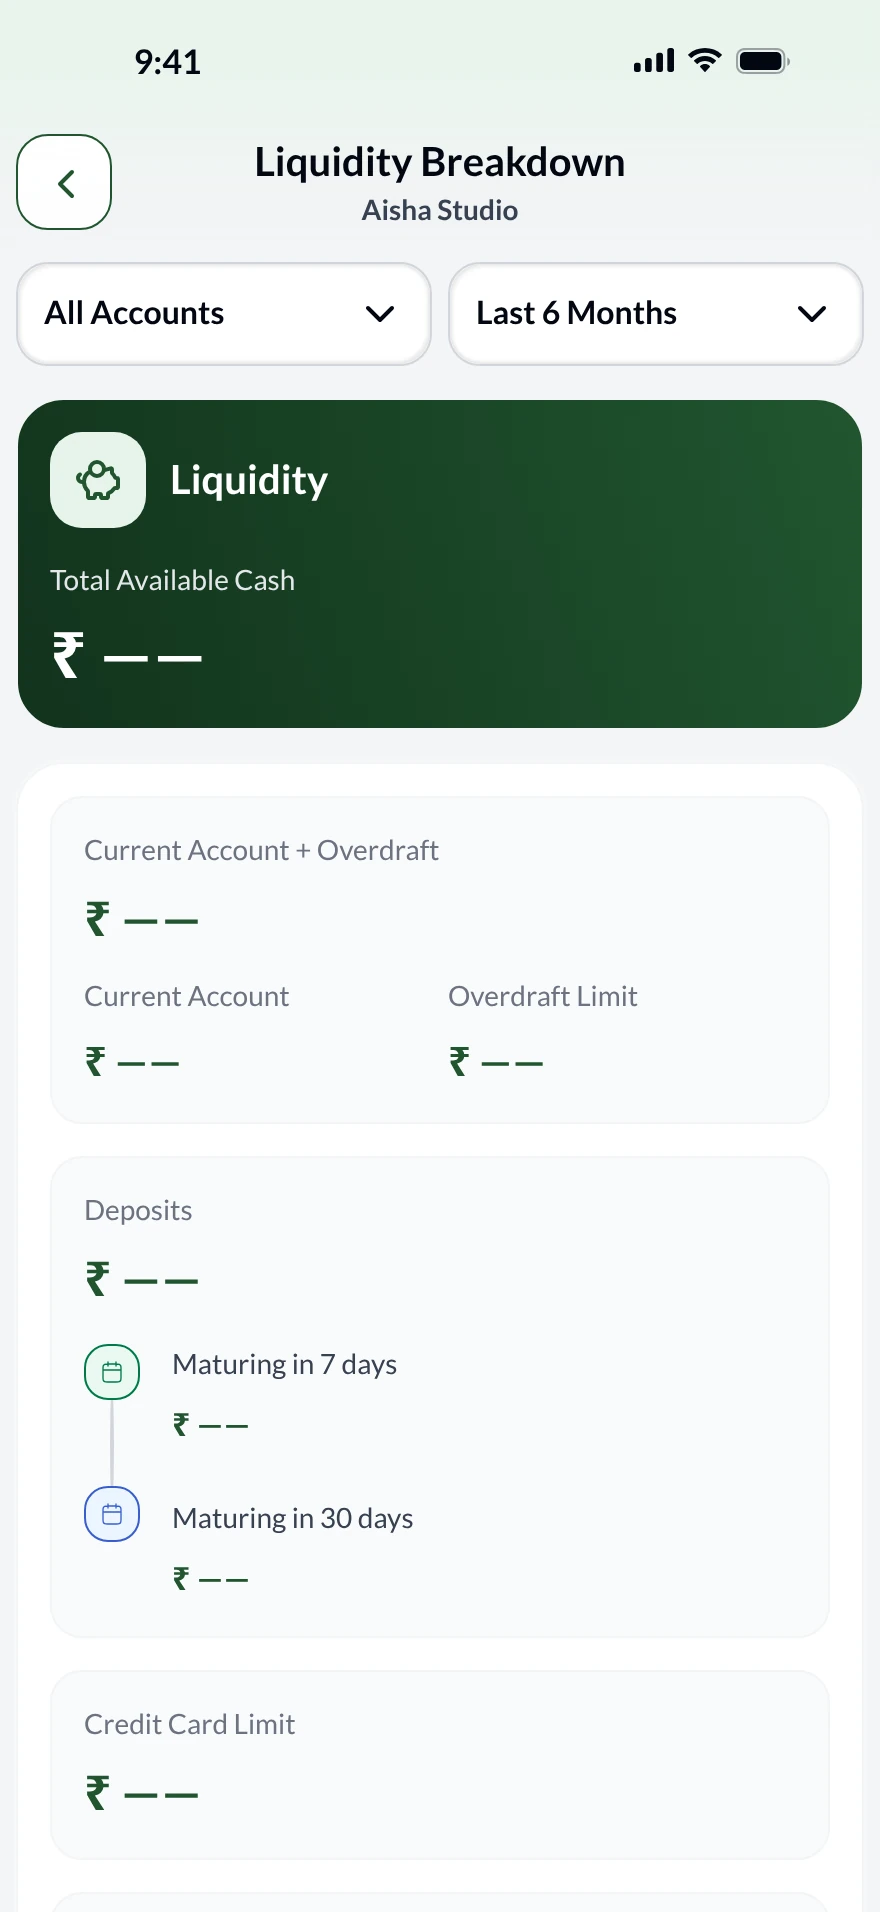 9:41
Liquidity Breakdown
Aisha Studio
All Accounts
Last 6 Months
Liquidity
Total Available Cash
₹ ——
Current Account + Overdraft
₹ ——
Current Account
Overdraft Limit
₹ ——
₹ ——
Deposits
₹ ——
Maturing in 7 days
₹ ——
Maturing in 30 days
₹ ——
Credit Card Limit
₹ ——